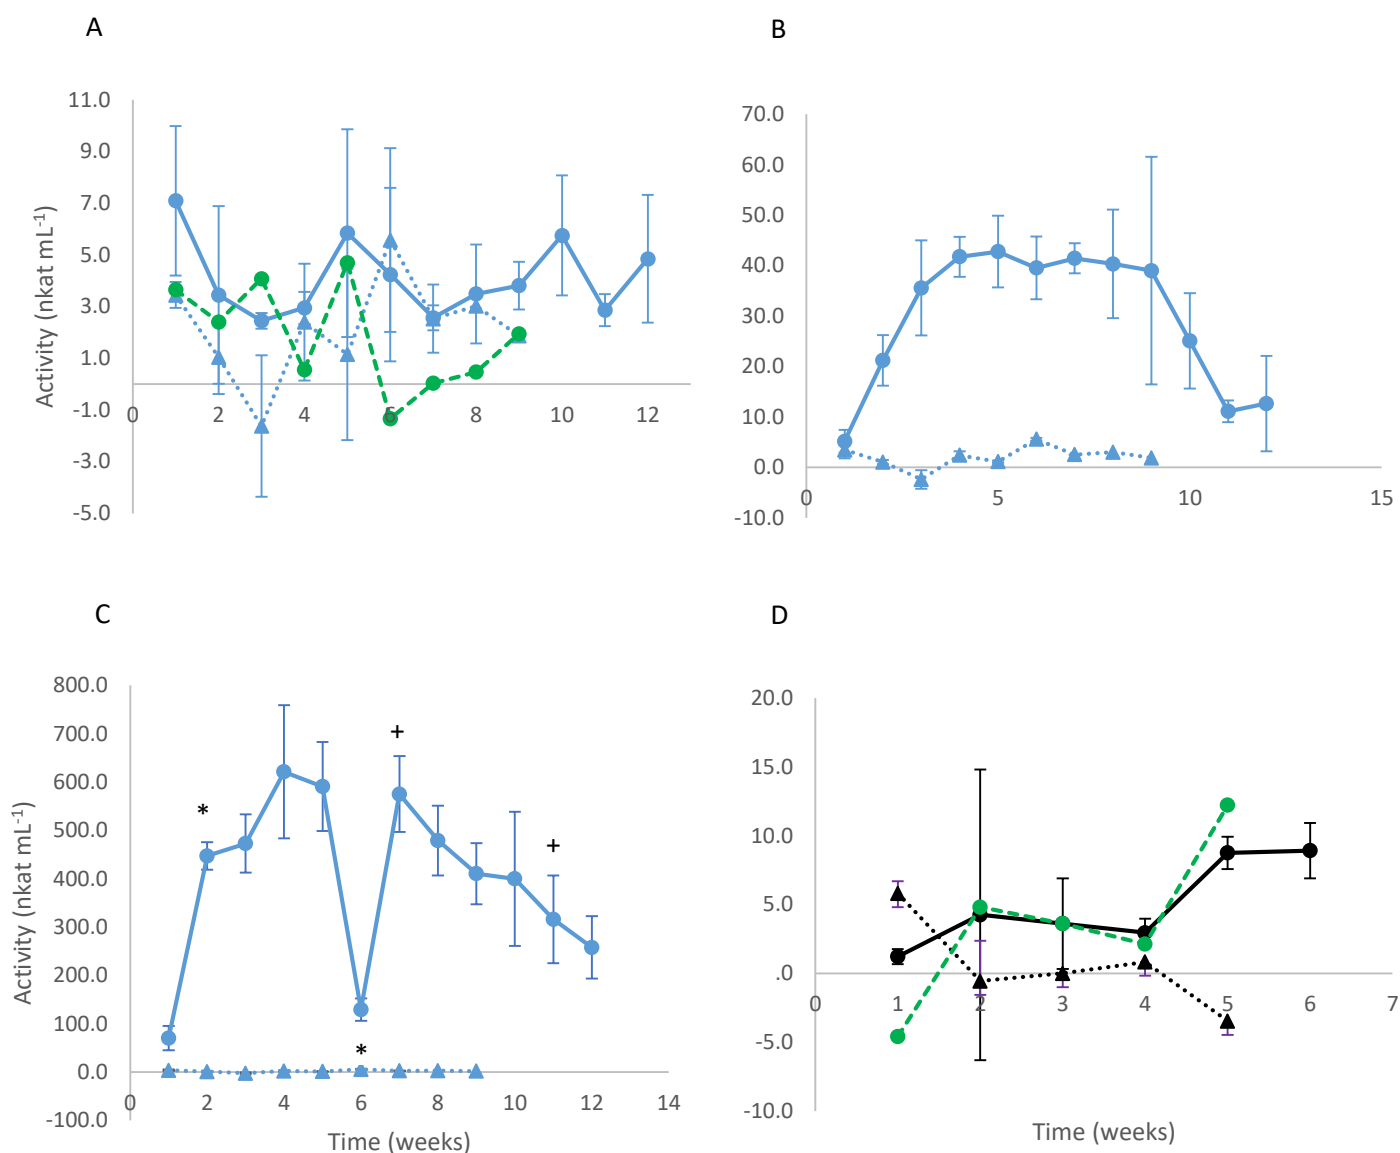 A
11.0
9.0
7.0
5.0
3.0
1.0
-1.0
-3.0
-5.0
0 2 4 6 8 10 12
Activity (nkat mL-1)
B
70.0
60.0
50.0
40.0
30.0
20.0
10.0
0.0
-10.0
0 5 10 15
C
800.0
700.0
600.0
500.0
400.0
300.0
200.0
100.0
0.0
-100.0
0 2 4 6 8 10 12 14
* + + *
Activity (nkat mL-1)
Time (weeks)
D
20.0
15.0
10.0
5.0
.0
-5.0
-10.0
0 1 2 3 4 5 6 7
Time (weeks)